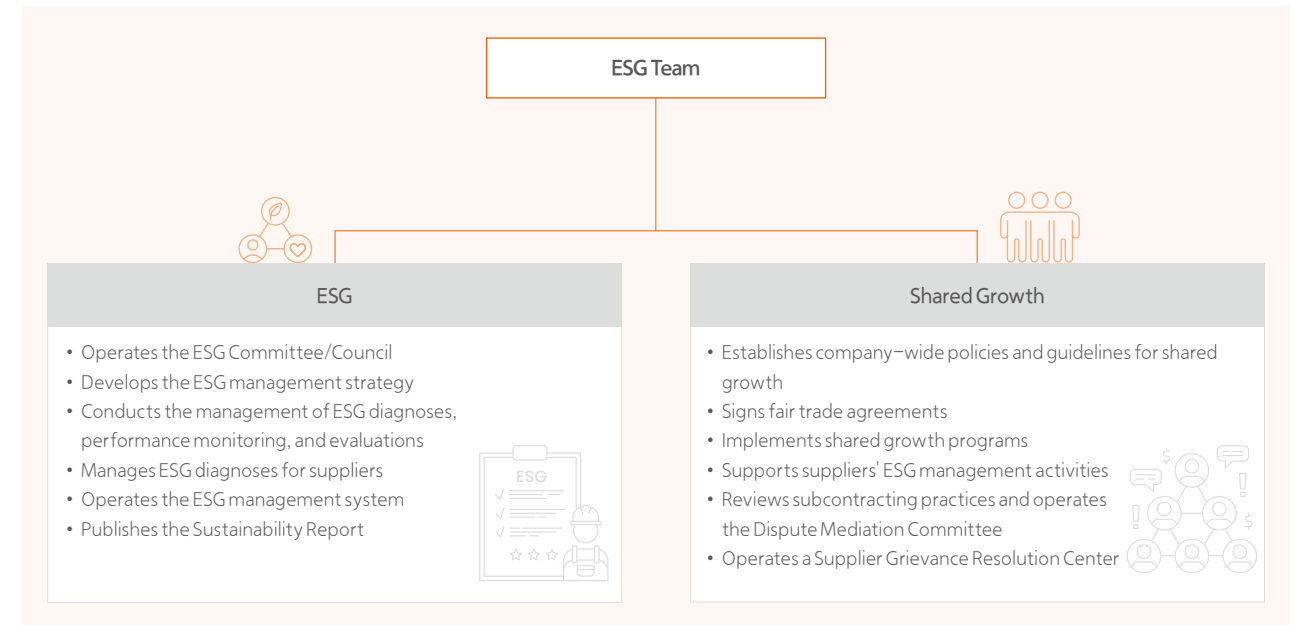 ESG Team
ESG
• Operates the ESG Committee/Council
• Develops the ESG management strategy
• Conducts the management of ESG diagnoses,
performance monitoring, and evaluations
• Manages ESG diagnoses for suppliers
• Operates the ESG management system
• Publishes the Sustainability Report
ESG
Shared Growth
• Establishes company-wide policies and guidelines for shared
growth
• Signs fair trade agreements
• Implements shared growth programs
• Supports suppliers' ESG management activities
• Reviews subcontracting practices and operates
the Dispute Mediation Committee
• Operates a Supplier Grievance Resolution Center